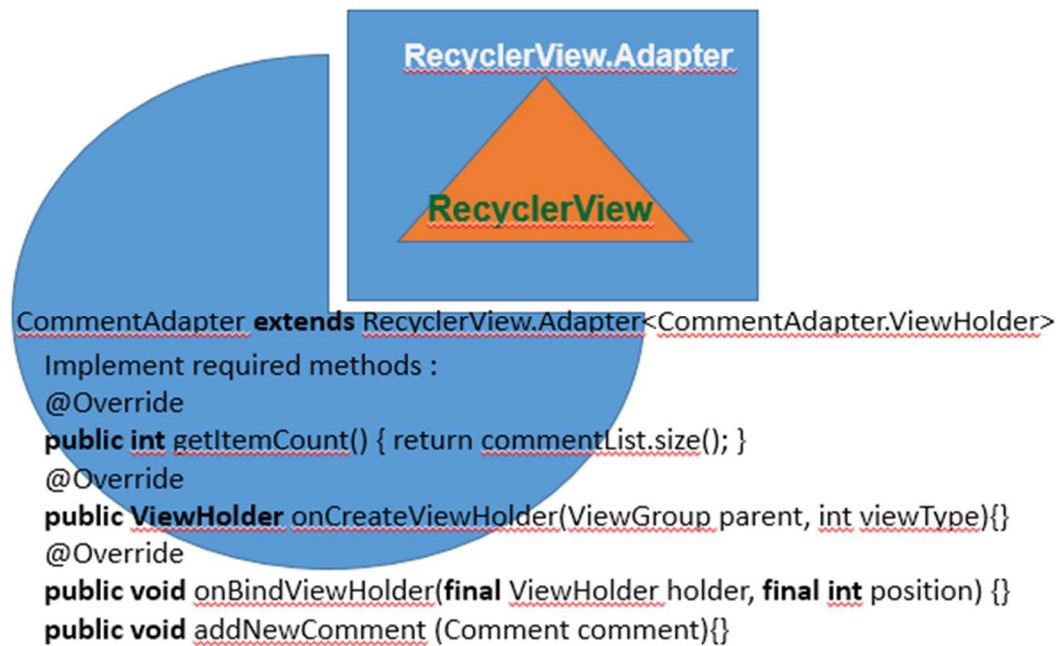 RecyclerView.Adapter
RecyclerView
CommentAdapter extends RecyclerView.Adapter<CommentAdapter.ViewHolder>
Implement required methods :
@Override
public int getItemCount() { return commentList.size(); }
@Override
public ViewHolder onCreateViewHolder(ViewGroup parent, int viewType){}
@Override
public void onBindViewHolder(final ViewHolder holder, final int position) {}
public void addNewComment (Comment comment){}